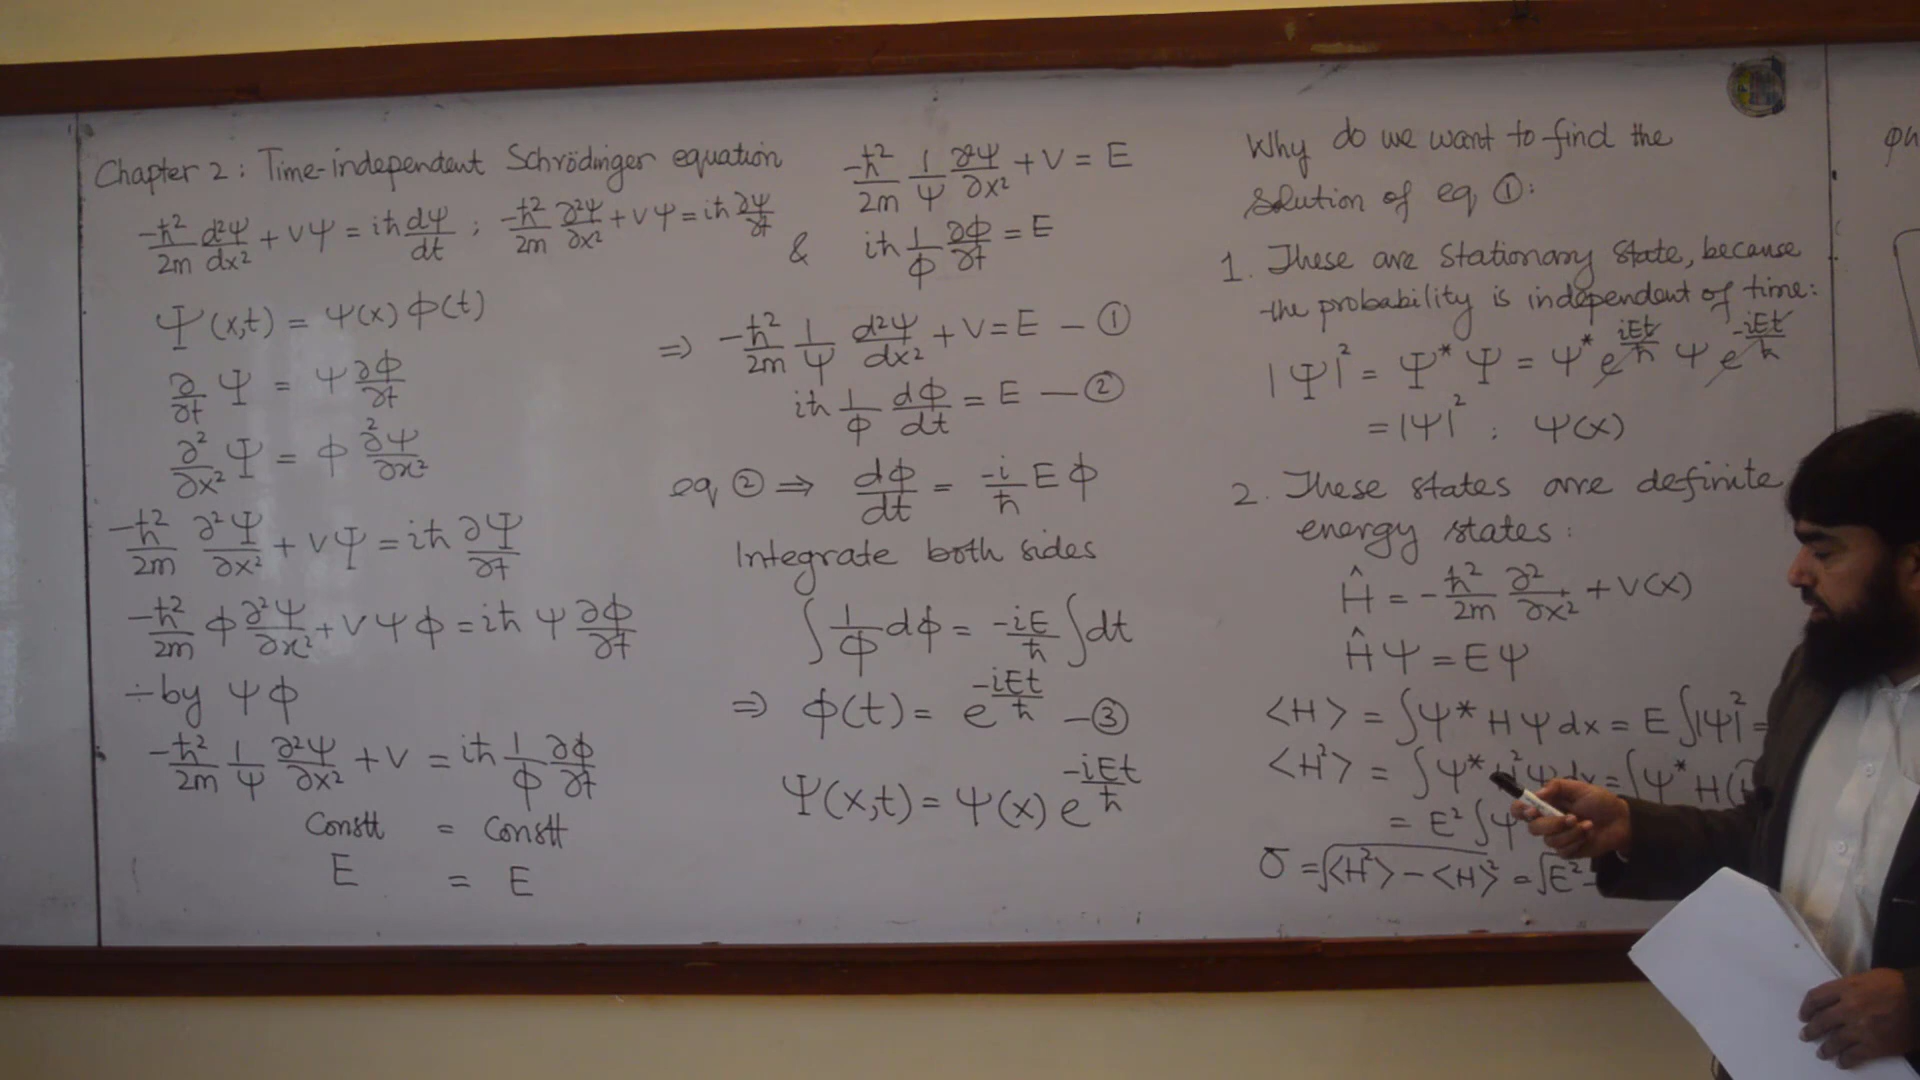 Chapter 2: Time-independent Schrödinger equation
-ħ²/2m d²Ψ/dx² + VΨ = iħ dΨ/dt ; -ħ²/2m ∂²Ψ/∂x² + VΨ = iħ ∂Ψ/∂t
Ψ(x,t) = ψ(x) ϕ(t)
∂/∂t Ψ = ψ ∂ϕ/∂t
∂²/∂x² Ψ = ϕ ∂²ψ/∂x²
-ħ²/2m ∂²Ψ/∂x² + VΨ = iħ ∂Ψ/∂t
-ħ²/2m ϕ ∂²ψ/∂x² + Vψϕ = iħ ψ ∂ϕ/∂t
÷ by ψϕ
-ħ²/2m 1/ψ ∂²ψ/∂x² + V = iħ 1/ϕ ∂ϕ/∂t
Constt = Constt
E = E
-ħ²/2m 1/ψ ∂²ψ/∂x² + V = E
& iħ 1/ϕ ∂ϕ/∂t = E
⇒ -ħ²/2m 1/ψ d²ψ/dx² + V = E — ①
iħ 1/ϕ dϕ/dt = E — ②
eq ② ⇒ dϕ/dt = -i/ħ E ϕ
Integrate both sides
∫ 1/ϕ dϕ = -iE/ħ ∫ dt
⇒ ϕ(t) = e^(-iEt/ħ) — ③
Ψ(x,t) = ψ(x) e^(-iEt/ħ)
Why do we want to find the
solution of eq ①:
1. These are stationary state, because
the probability is independent of time:
|Ψ|² = Ψ* Ψ = ψ* e^(iEt/ħ) ψ e^(-iEt/ħ)
= |ψ|² ; ψ(x)
2. These states are definite
energy states:
Ĥ = -ħ²/2m ∂²/∂x² + V(x)
Ĥψ = Eψ
<H> = ∫ψ* H ψ dx = E ∫|ψ|² =
<H²> = ∫ψ* H² ψ dx = ∫ψ* H(
= E² ∫ψ
σ = √<H²> - <H>² = √E² -